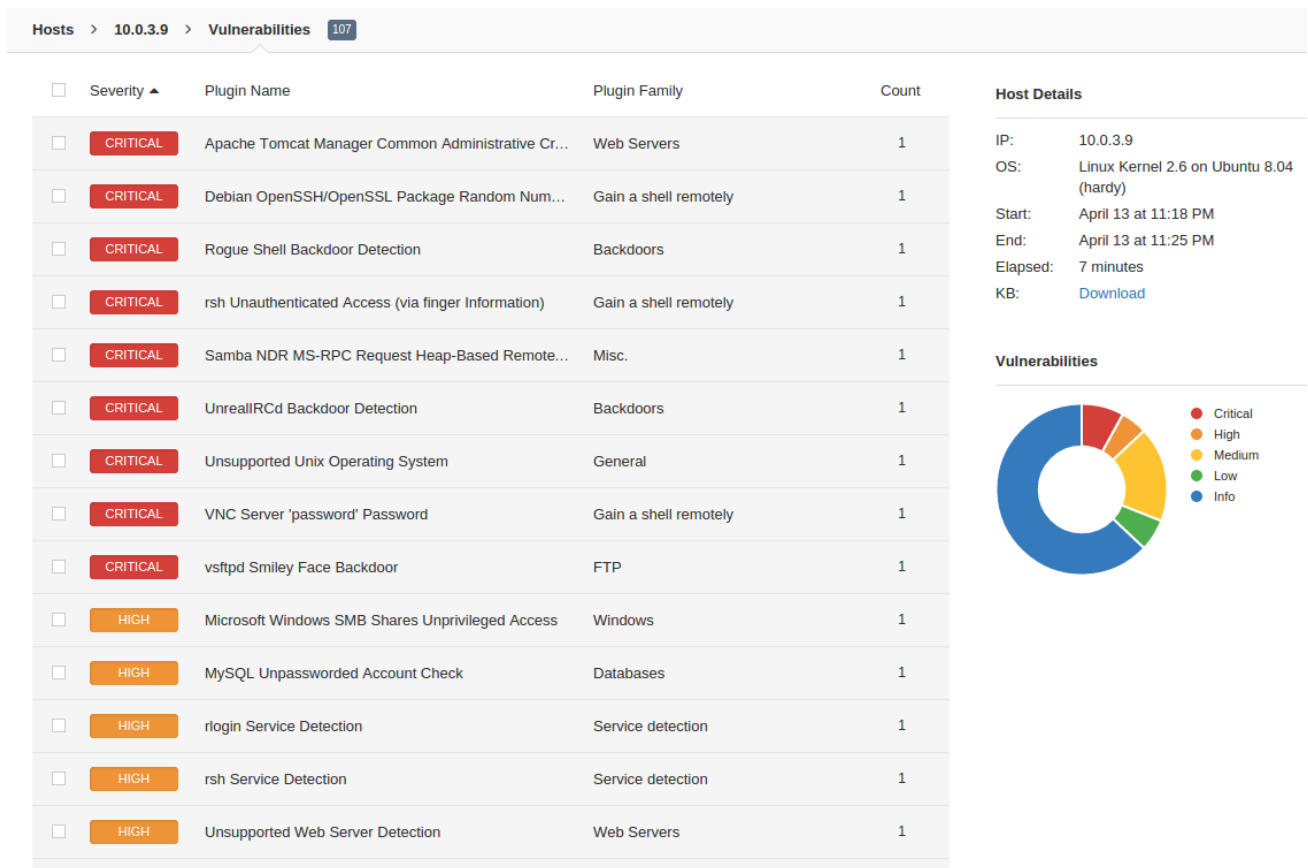 Hosts > 10.0.3.9 > Vulnerabilities 107
Severity Plugin Name Plugin Family Count
CRITICAL Apache Tomcat Manager Common Administrative Cr... Web Servers 1
CRITICAL Debian OpenSSH/OpenSSL Package Random Num... Gain a shell remotely 1
CRITICAL Rogue Shell Backdoor Detection Backdoors 1
CRITICAL rsh Unauthenticated Access (via finger Information) Gain a shell remotely 1
CRITICAL Samba NDR MS-RPC Request Heap-Based Remote... Misc. 1
CRITICAL UnrealIRCd Backdoor Detection Backdoors 1
CRITICAL Unsupported Unix Operating System General 1
CRITICAL VNC Server 'password' Password Gain a shell remotely 1
CRITICAL vsftpd Smiley Face Backdoor FTP 1
HIGH Microsoft Windows SMB Shares Unprivileged Access Windows 1
HIGH MySQL Unpassworded Account Check Databases 1
HIGH rlogin Service Detection Service detection 1
HIGH rsh Service Detection Service detection 1
HIGH Unsupported Web Server Detection Web Servers 1
Host Details
IP: 10.0.3.9
OS: Linux Kernel 2.6 on Ubuntu 8.04
(hardy)
Start: April 13 at 11:18 PM
End: April 13 at 11:25 PM
Elapsed: 7 minutes
KB: Download
Vulnerabilities
Critical
High
Medium
Low
Info